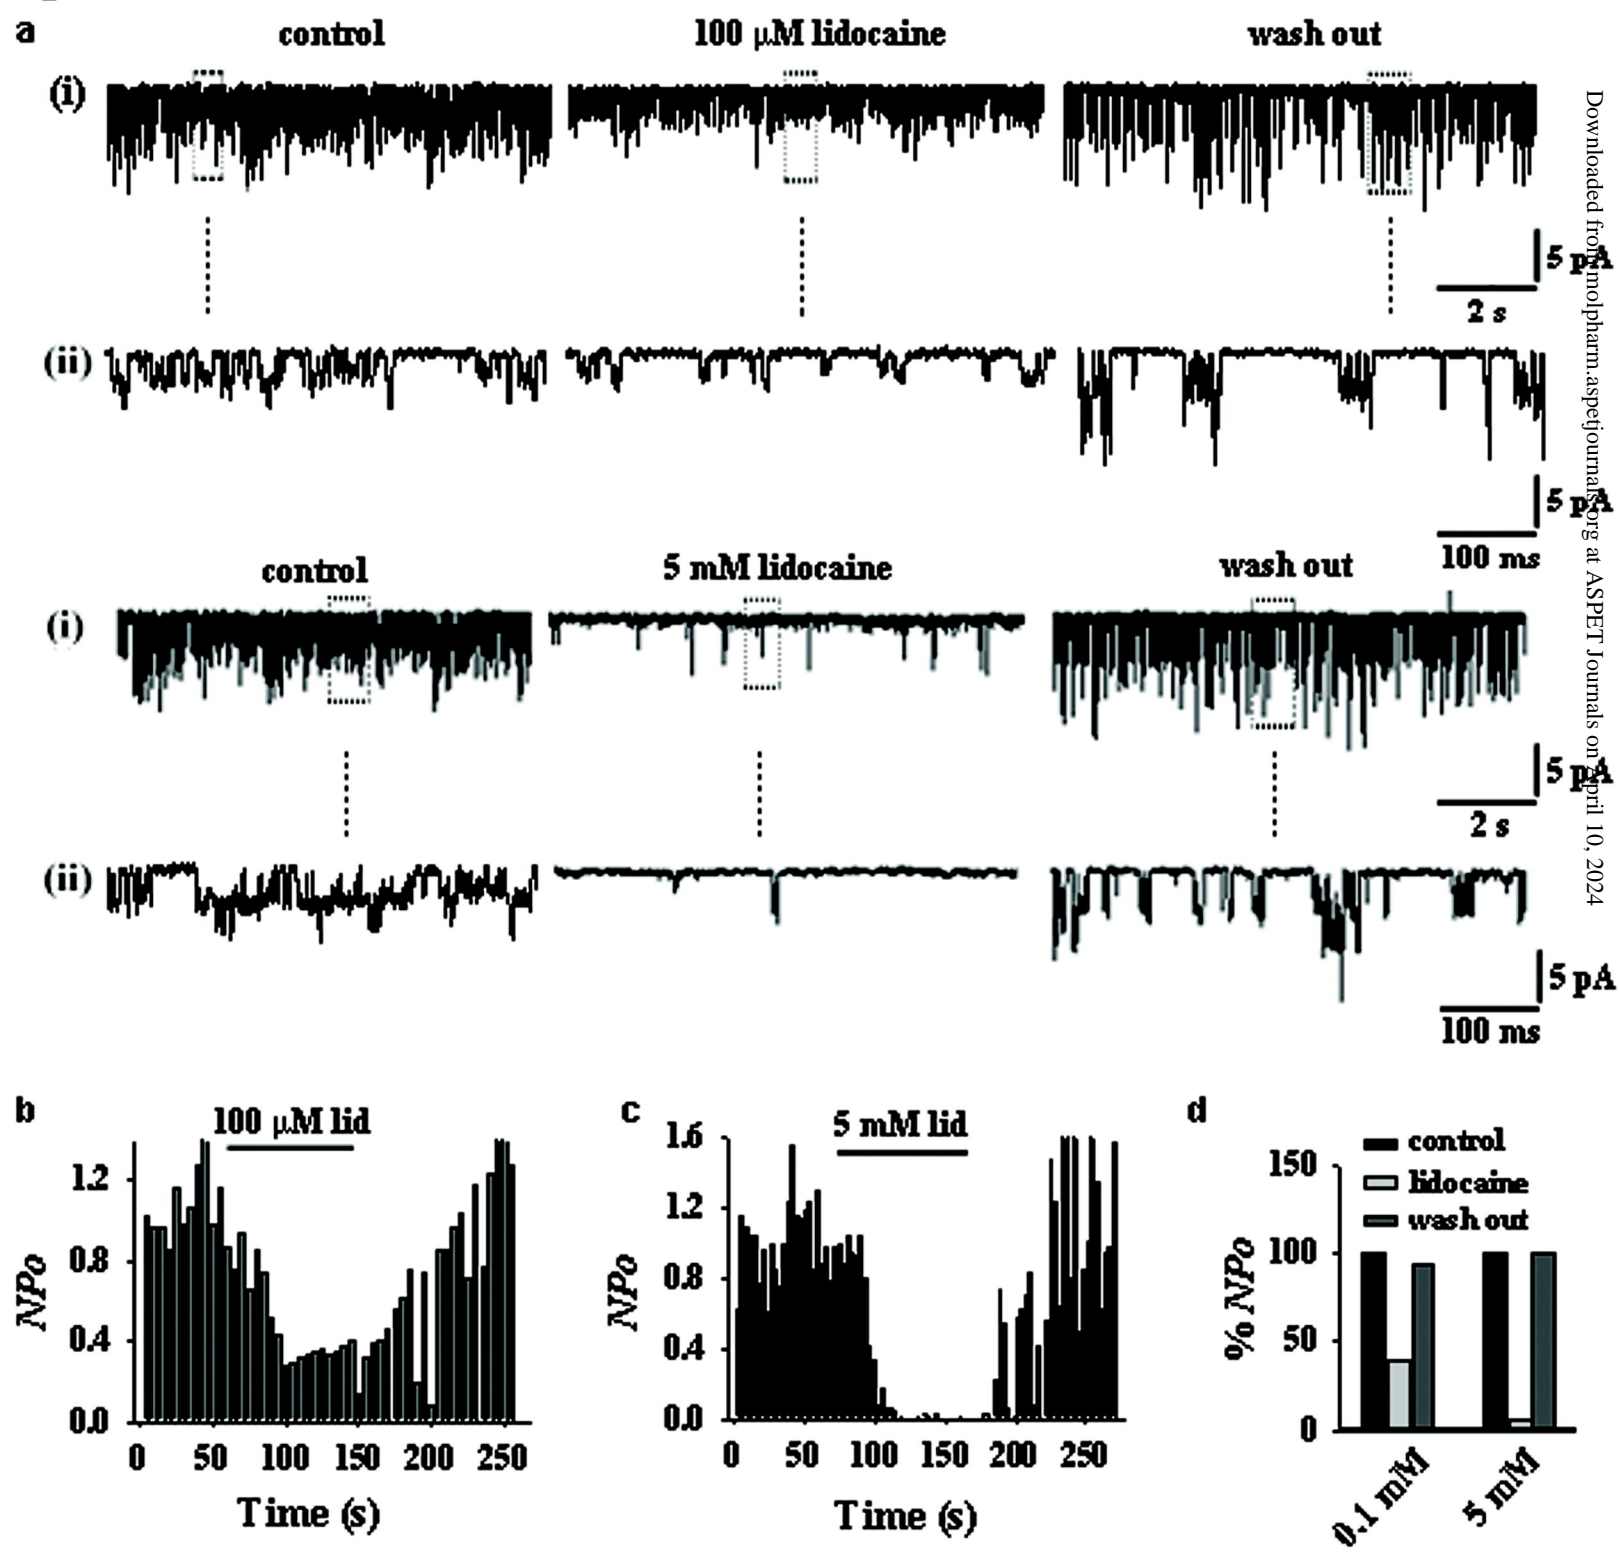 a
control 100 µM lidocaine wash out
(i)
5 pA
2 s
(ii)
5 pA
100 ms
control 5 mM lidocaine wash out
(i)
5 pA
2 s
(ii)
5 pA
100 ms
Downloaded from molpharm.aspetjournals.org at ASPET Journals on April 10, 2024
b
100 µM lid
NPo
1.2
0.8
0.4
0.0
0 50 100 150 200 250
Time (s)
c
5 mM lid
NPo
1.6
1.2
0.8
0.4
0.0
0 50 100 150 200 250
Time (s)
d
control
lidocaine
wash out
% NPo
150
100
50
0
0.1 mM 5 mM